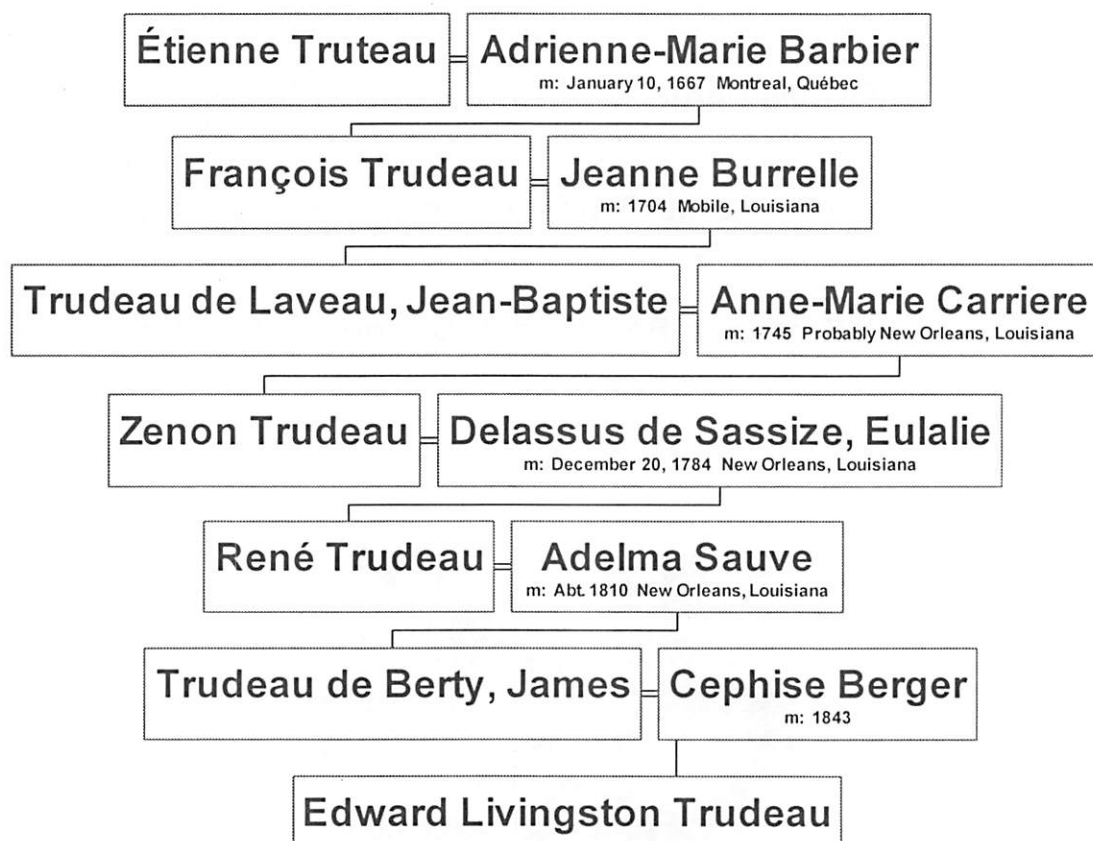 Étienne Truteau
Adrienne-Marie Barbier
m: January 10, 1667 Montreal, Québec
François Trudeau
Jeanne Burrelle
m: 1704 Mobile, Louisiana
Trudeau de Laveau, Jean-Baptiste
Anne-Marie Carriere
m: 1745 Probably New Orleans, Louisiana
Zenon Trudeau
Delassus de Sassize, Eulalie
m: December 20, 1784 New Orleans, Louisiana
René Trudeau
Adelma Sauve
m: Abt. 1810 New Orleans, Louisiana
Trudeau de Berty, James
Cephise Berger
m: 1843
Edward Livingston Trudeau